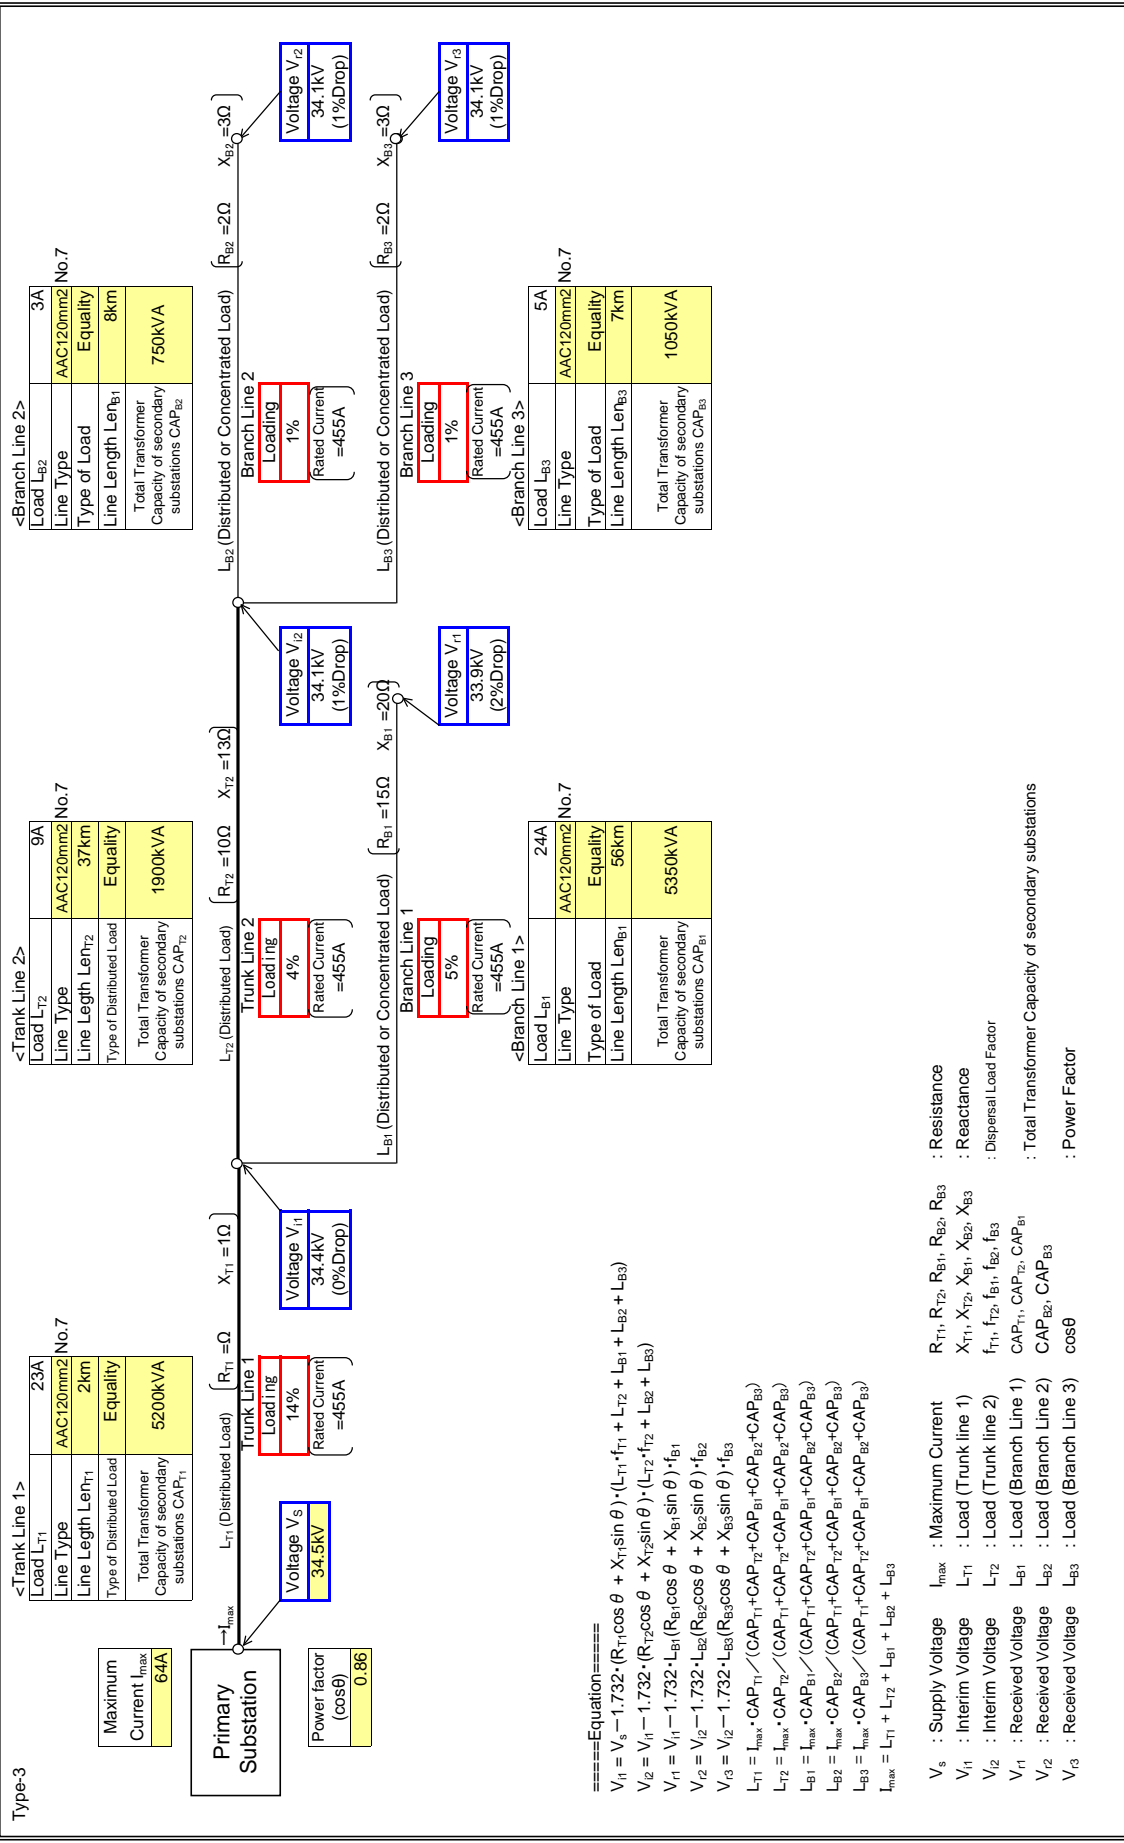 Type-3
Maximum
Current Imax
64A
Primary
Substation
Power factor
(cosθ)
0.86
→Imax
Voltage VS
34.5kV
<Trank Line 1>
Load LT1 23A
Line Type AAC120mm2 No.7
Line Length LenT1 2km
Type of Distributed Load Equality
Total Transformer
Capacity of secondary
substations CAPT1
5200kVA
LT1 (Distributed Load)
RT1 =Ω XT1 =1Ω
Trunk Line 1
Loading
14%
Rated Current
=455A
Voltage Vi1
34.4kV
(0%Drop)
<Trank Line 2>
Load LT2 9A
Line Type AAC120mm2 No.7
Line Legth LenT2 37km
Type of Distributed Load Equality
Total Transformer
Capacity of secondary
substations CAPT2
1900kVA
LT2 (Distributed Load)
RT2 =10Ω XT2 =13Ω
Trunk Line 2
Loading
4%
Rated Current
=455A
Voltage Vi2
34.1kV
(1%Drop)
LB1 (Distributed or Concentrated Load)
RB1 =15Ω XB1 =20Ω
Branch Line 1
Loading
5%
Rated Current
=455A
Voltage Vr1
33.9kV
(2%Drop)
<Branch Line 1>
Load LB1 24A
Line Type AAC120mm2 No.7
Type of Load Equality
Line Length LenB1 56km
Total Transformer
Capacity of secondary
substations CAPB1
5350kVA
<Branch Line 2>
Load LB2 3A
Line Type AAC120mm2 No.7
Type of Load Equality
Line Length LenB1 8km
Total Transformer
Capacity of secondary
substations CAPB2
750kVA
LB2 (Distributed or Concentrated Load)
RB2 =2Ω XB2 =3Ω
Branch Line 2
Loading
1%
Rated Current
=455A
Voltage Vr2
34.1kV
(1%Drop)
LB3 (Distributed or Concentrated Load)
RB3 =2Ω XB3 =3Ω
Branch Line 3
Loading
1%
Rated Current
=455A
Voltage Vr3
34.1kV
(1%Drop)
<Branch Line 3>
Load LB3 5A
Line Type AAC120mm2 No.7
Type of Load Equality
Line Length LenB3 7km
Total Transformer
Capacity of secondary
substations CAPB3
1050kVA
=====Equation=====
Vi1 = Vs－1.732･(RT1cos θ + XT1sin θ)･(LT1･fT1 + LT2 + LB1 + LB2 + LB3)
Vi2 = Vi1－1.732･(RT2cos θ + XT2sin θ)･(LT2･fT2 + LB2 + LB3)
Vr1 = Vi1－1.732･LB1(RB1cos θ + XB1sin θ)･fB1
Vr2 = Vi2－1.732･LB2(RB2cos θ + XB2sin θ)･fB2
Vr3 = Vi2－1.732･LB3(RB3cos θ + XB3sin θ)･fB3
LT1 = Imax･CAPT1／(CAPT1+CAPT2+CAPB1+CAPB2+CAPB3)
LT2 = Imax･CAPT2／(CAPT1+CAPT2+CAPB1+CAPB2+CAPB3)
LB1 = Imax･CAPB1／(CAPT1+CAPT2+CAPB1+CAPB2+CAPB3)
LB2 = Imax･CAPB2／(CAPT1+CAPT2+CAPB1+CAPB2+CAPB3)
LB3 = Imax･CAPB3／(CAPT1+CAPT2+CAPB1+CAPB2+CAPB3)
Imax = LT1 + LT2 + LB1 + LB2 + LB3
Vs : Supply Voltage Imax : Maximum Current RT1, RT2, RB1, RB2, RB3 : Resistance
Vi1 : Interim Voltage LT1 : Load (Trunk line 1) XT1, XT2, XB1, XB2, XB3 : Reactance
Vi2 : Interim Voltage LT2 : Load (Trunk line 2) fT1, fT2, fB1, fB2, fB3 : Dispersal Load Factor
Vr1 : Received Voltage LB1 : Load (Branch Line 1) CAPT1, CAPT2, CAPB1 : Total Transformer Capacity of secondary substations
Vr2 : Received Voltage LB2 : Load (Branch Line 2) CAPB2, CAPB3
Vr3 : Received Voltage LB3 : Load (Branch Line 3) cosθ : Power Factor